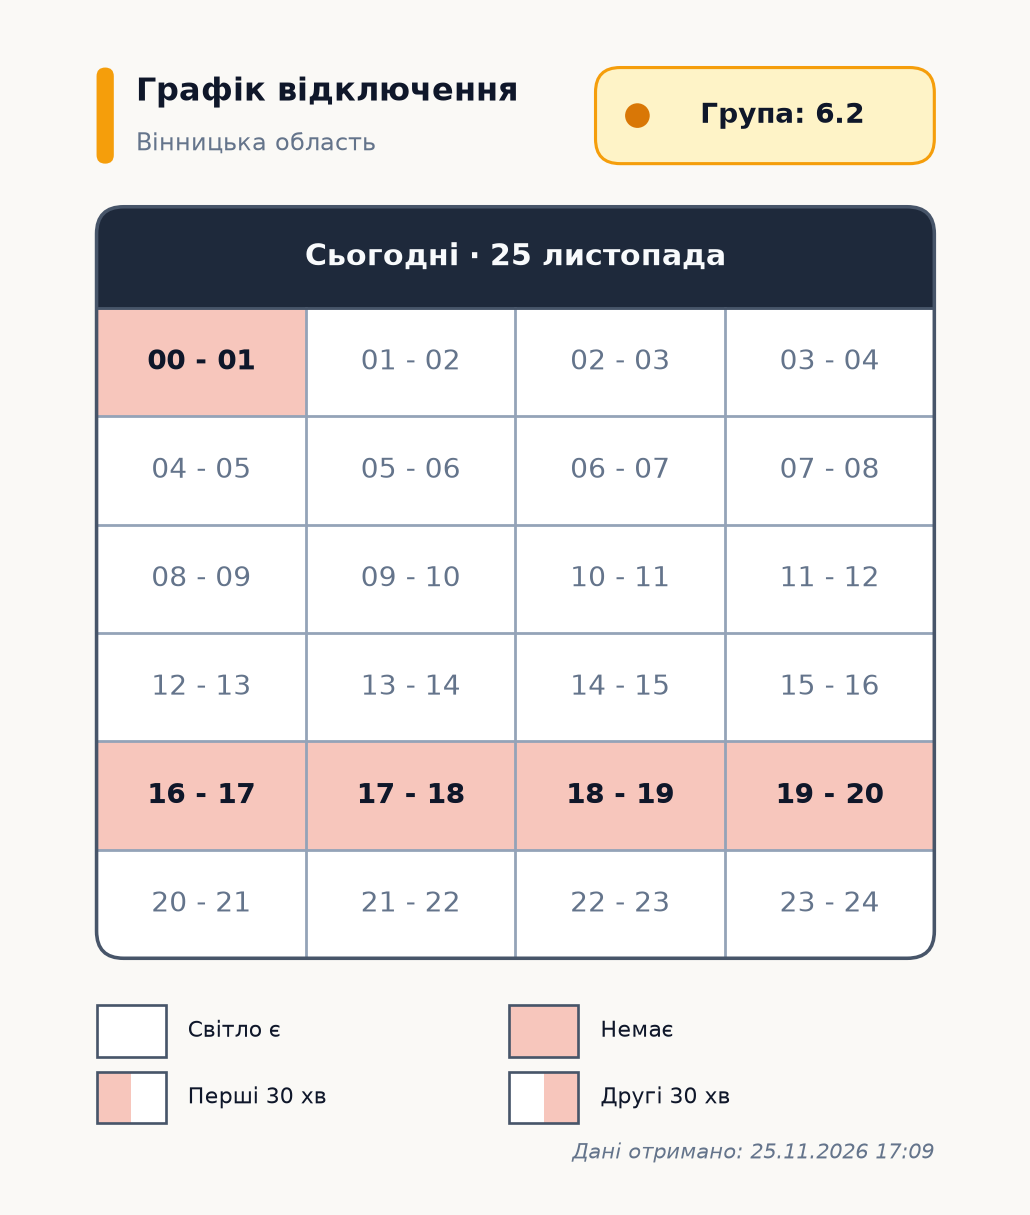 Графік відключення
Вінницька область
Група: 6.2
Сьогодні · 25 листопада
00 - 01 01 - 02 02 - 03 03 - 04
04 - 05 05 - 06 06 - 07 07 - 08
08 - 09 09 - 10 10 - 11 11 - 12
12 - 13 13 - 14 14 - 15 15 - 16
16 - 17 17 - 18 18 - 19 19 - 20
20 - 21 21 - 22 22 - 23 23 - 24
Світло є Немає
Перші 30 хв Другі 30 хв
Дані отримано: 25.11.2026 17:09